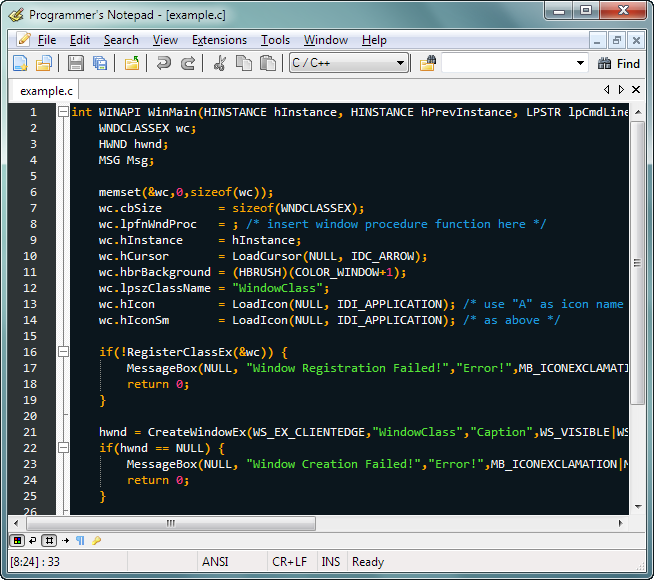 Programmer's Notepad - [example.c]
File Edit Search View Extensions Tools Window Help
C / C++ Find
example.c
1 int WINAPI WinMain(HINSTANCE hInstance, HINSTANCE hPrevInstance, LPSTR lpCmdLine
2 WNDCLASSEX wc;
3 HWND hwnd;
4 MSG Msg;
5
6 memset(&wc,0,sizeof(wc));
7 wc.cbSize = sizeof(WNDCLASSEX);
8 wc.lpfnWndProc = ; /* insert window procedure function here */
9 wc.hInstance = hInstance;
10 wc.hCursor = LoadCursor(NULL, IDC_ARROW);
11 wc.hbrBackground = (HBRUSH)(COLOR_WINDOW+1);
12 wc.lpszClassName = "WindowClass";
13 wc.hIcon = LoadIcon(NULL, IDI_APPLICATION); /* use "A" as icon name
14 wc.hIconSm = LoadIcon(NULL, IDI_APPLICATION); /* as above */
15
16 if(!RegisterClassEx(&wc)) {
17 MessageBox(NULL, "Window Registration Failed!","Error!",MB_ICONEXCLAMATI
18 return 0;
19 }
20
21 hwnd = CreateWindowEx(WS_EX_CLIENTEDGE,"WindowClass","Caption",WS_VISIBLE|WS
22 if(hwnd == NULL) {
23 MessageBox(NULL, "Window Creation Failed!","Error!",MB_ICONEXCLAMATION|M
24 return 0;
25 }
26
[8:24] : 33 ANSI CR+LF INS Ready